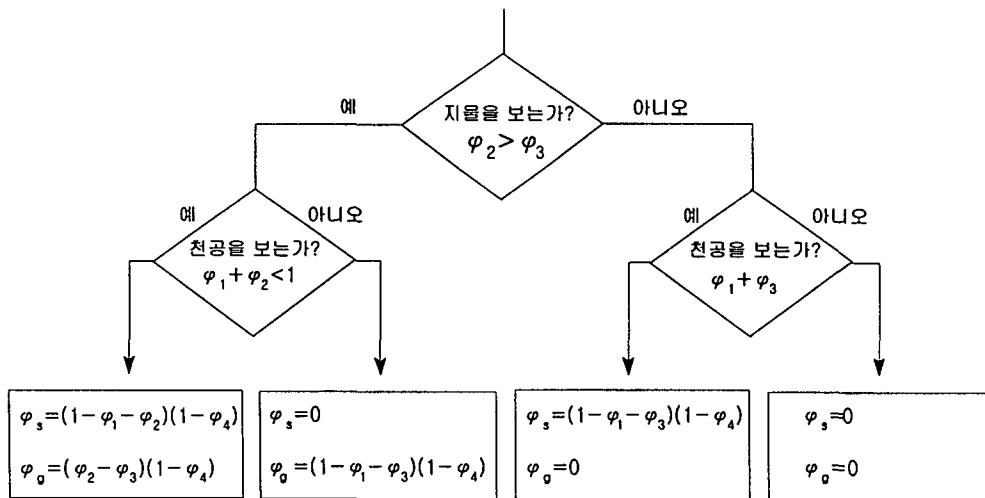 지물을 보는가?
φ₂ > φ₃
예
아니오
예
아니오
천공을 보는가?
φ₁ + φ₂ < 1
예
아니오
천공을 보는가?
φ₁ + φ₃
φₛ=(1-φ₁-φ₂)(1-φ₄)
φg=(φ₂-φ₃)(1-φ₄)
φₛ=0
φg=(1-φ₁-φ₃)(1-φ₄)
φₛ=(1-φ₁-φ₃)(1-φ₄)
φg=0
φₛ=0
φg=0